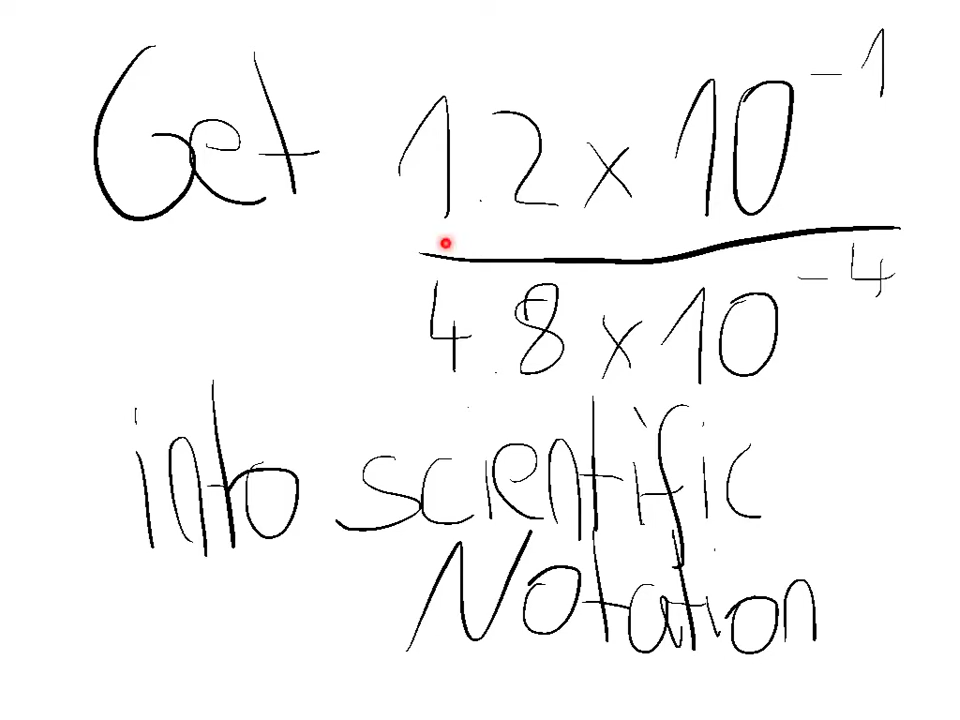 Get 1.2 x 10^-1
4.8 x 10^-4
into scientific
Notation